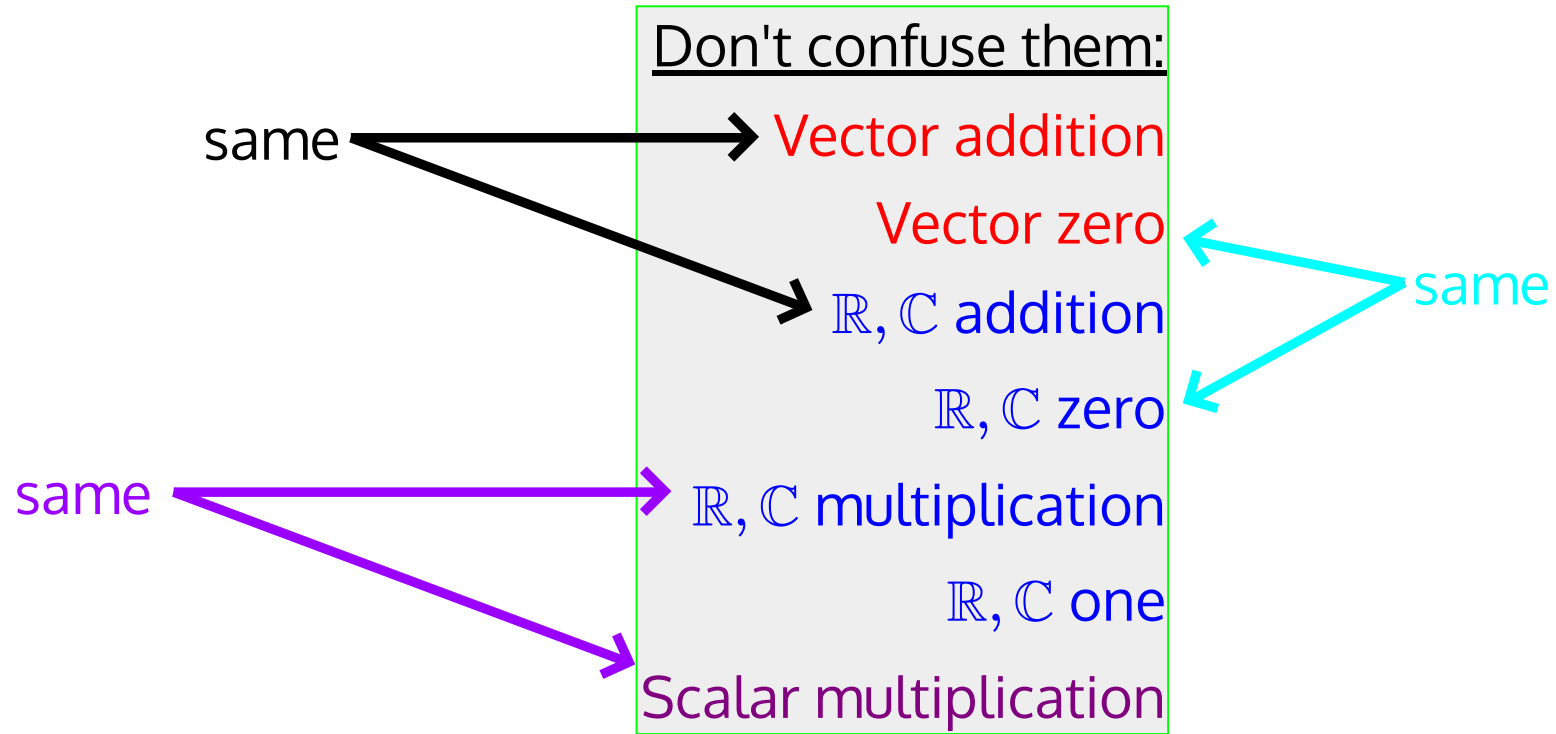 Don't confuse them:
same
Vector addition
Vector zero
same
ℝ, ℂ addition
ℝ, ℂ zero
same
ℝ, ℂ multiplication
ℝ, ℂ one
Scalar multiplication